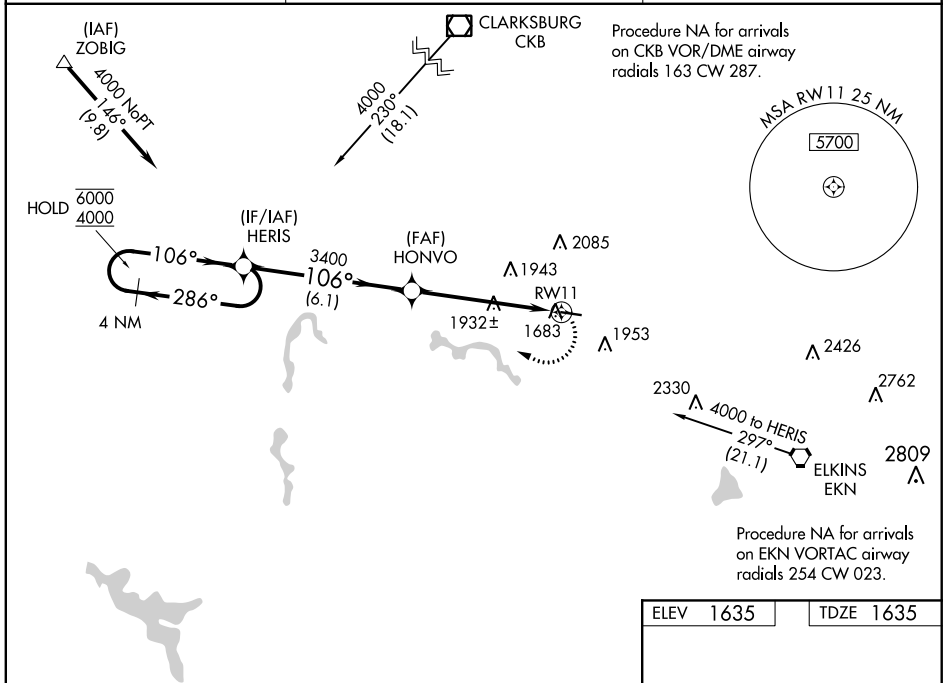 (IAF)
ZOBIG
4000 NoPT
146°
(9.8)
CLARKSBURG
CKB
4000
230°
(18.1)
Procedure NA for arrivals
on CKB VOR/DME airway
radials 163 CW 287.
MSA RW11 25 NM
5700
HOLD
6000
4000
106°
286°
4 NM
(IF/IAF)
HERIS
3400
106°
(6.1)
(FAF)
HONVO
2085
1943
RW11
1932±
1683
1953
2426
2762
2330
4000 to HERIS
297°
(21.1)
ELKINS
EKN
2809
Procedure NA for arrivals
on EKN VORTAC airway
radials 254 CW 023.
ELEV 1635
TDZE 1635